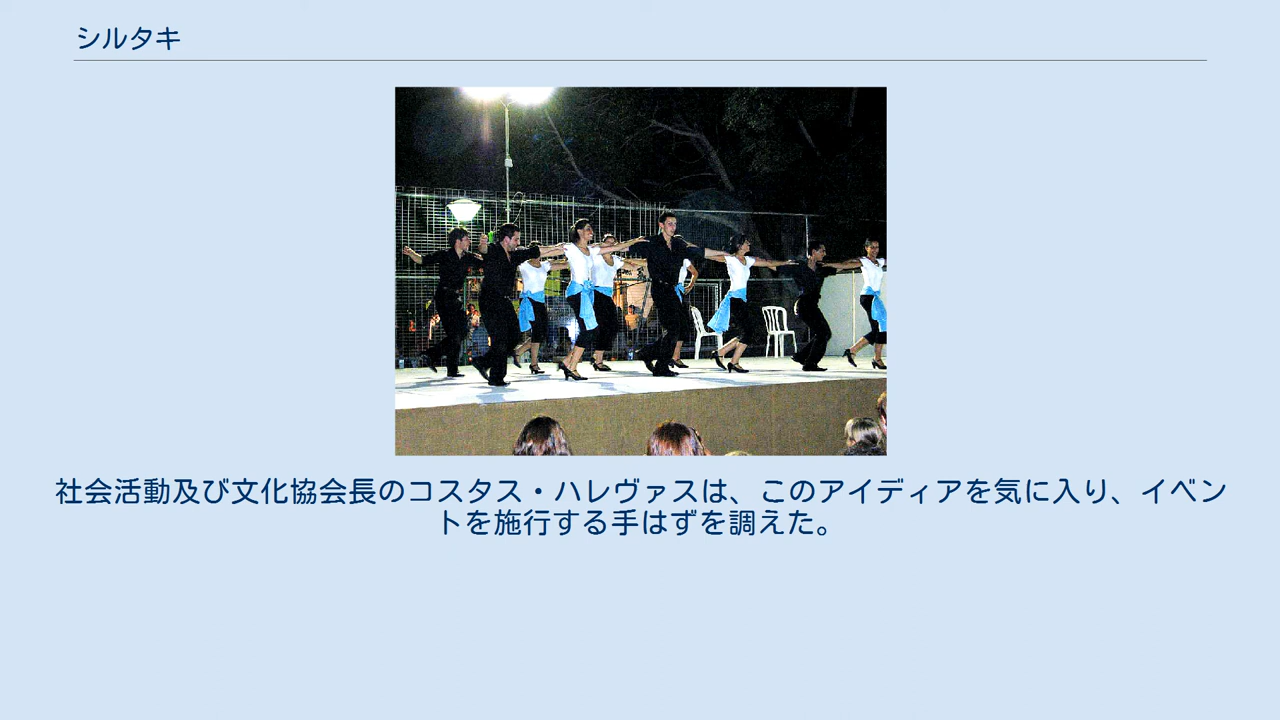 シルタキ
社会活動及び文化協会長のコスタス・ハレヴァスは、このアイディアを気に入り、イベン
トを施行する手はずを調えた。